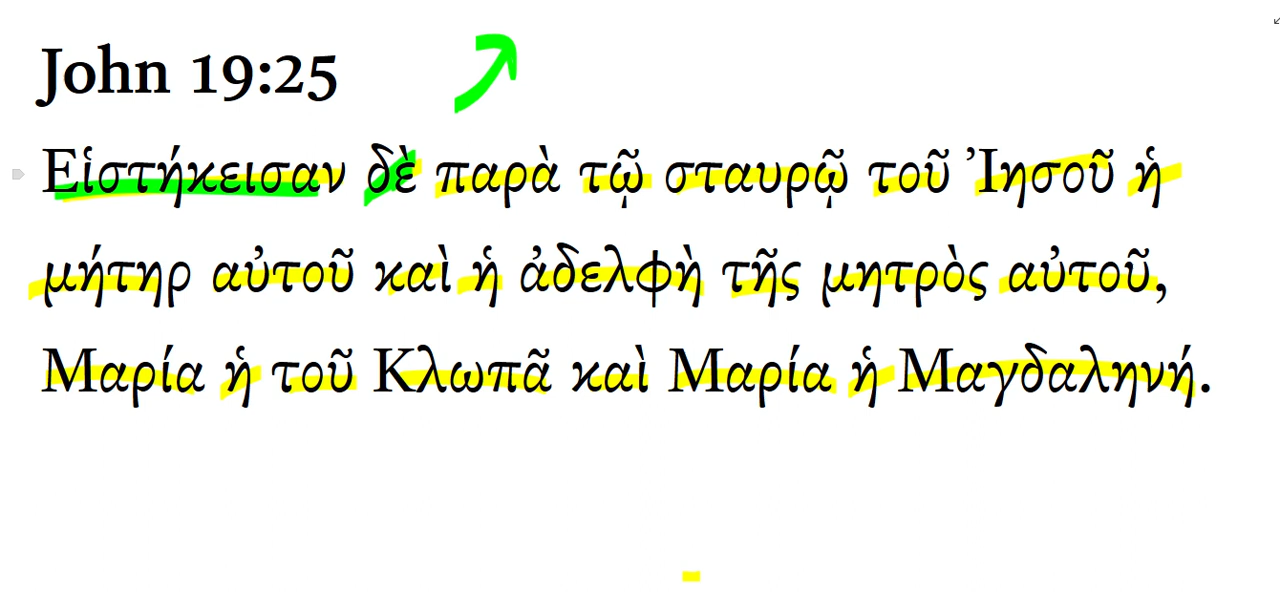 John 19:25
Εἱστήκεισαν δὲ παρὰ τῷ σταυρῷ τοῦ Ἰησοῦ ἡ
μήτηρ αὐτοῦ καὶ ἡ ἀδελφὴ τῆς μητρὸς αὐτοῦ,
Μαρία ἡ τοῦ Κλωπᾶ καὶ Μαρία ἡ Μαγδαληνή.